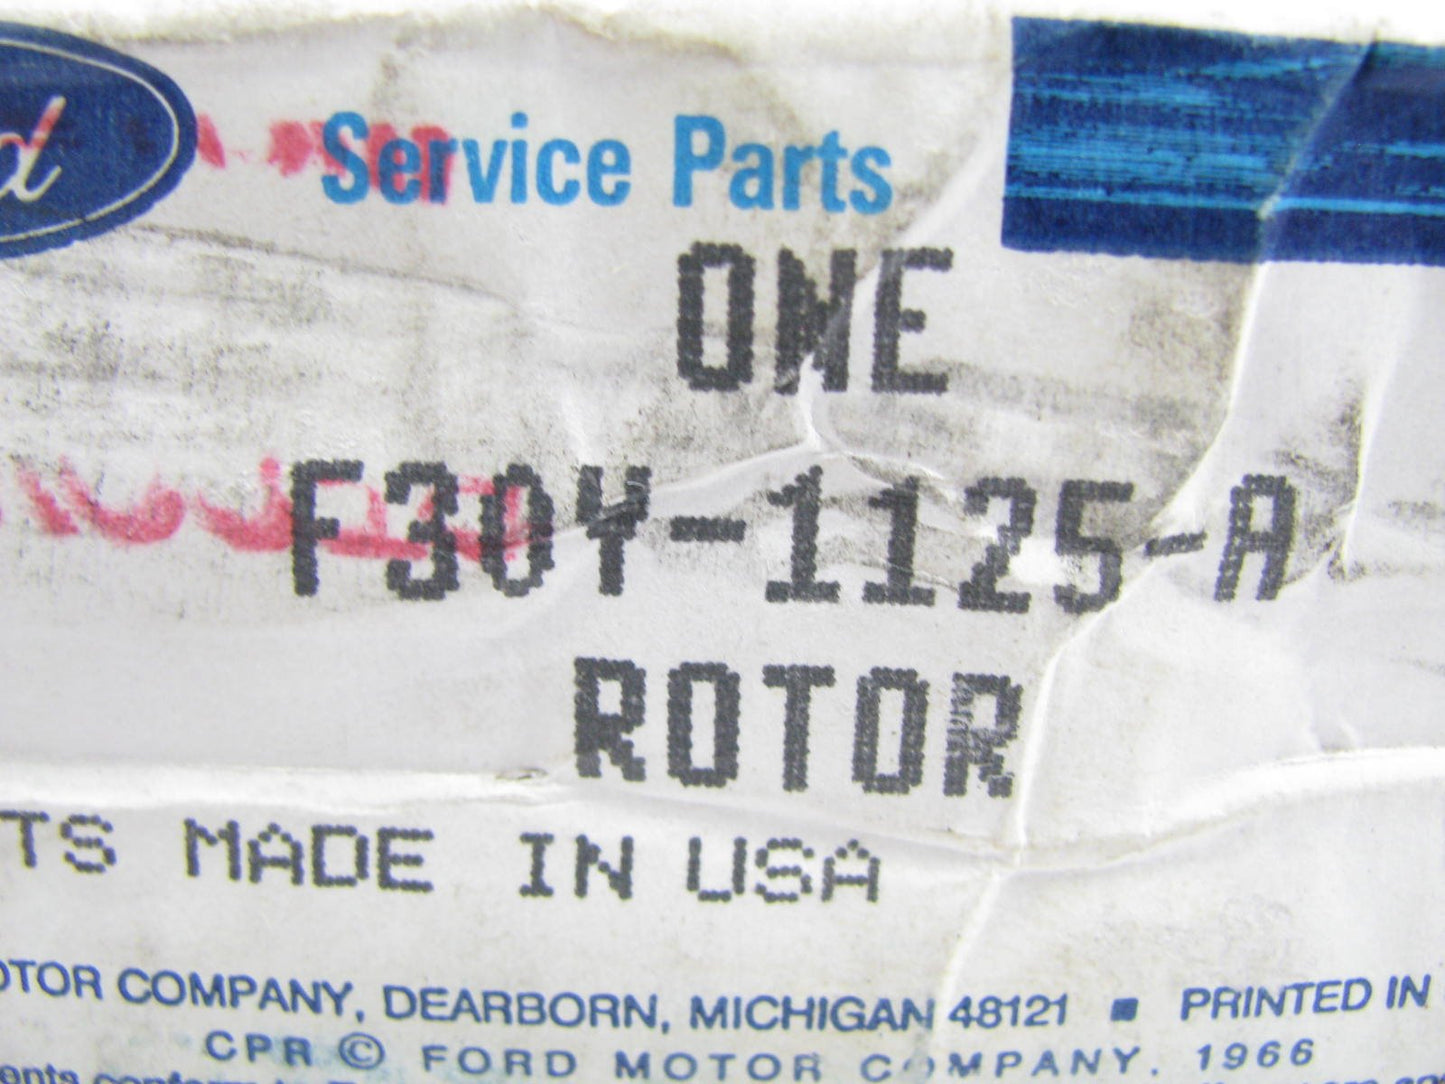 Service Parts
ONE
F30Y-1125-A
ROTOR
TS MADE IN USA
OTOR COMPANY, DEARBORN, MICHIGAN 48121 ■ PRINTED IN
CPR © FORD MOTOR COMPANY. 1966